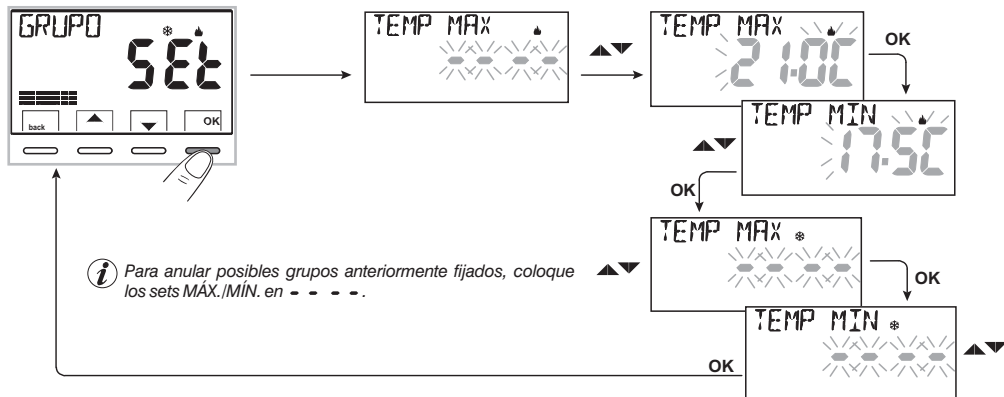 GRUPO
SEt
back
OK
TEMP MAX
- - - -
TEMP MAX
21.0C
OK
TEMP MIN
17.5C
OK
TEMP MAX
- - - -
OK
TEMP MIN
- - - -
OK
i Para anular posibles grupos anteriormente fijados, coloque
los sets MÁX./MÍN. en - - - -.